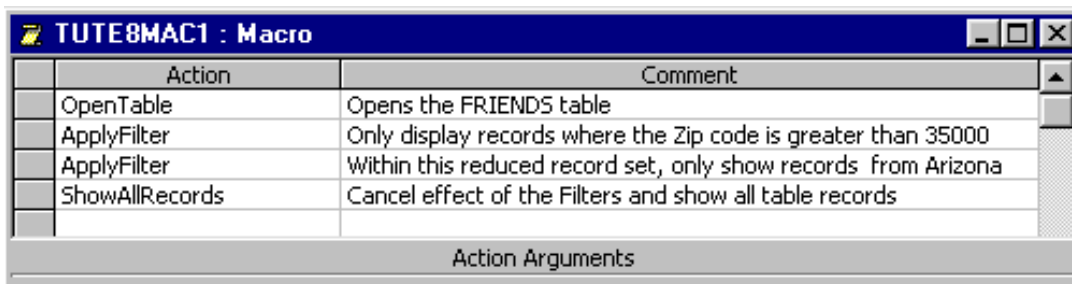 TUTE8MAC1 : Macro
Action Comment
OpenTable Opens the FRIENDS table
ApplyFilter Only display records where the Zip code is greater than 35000
ApplyFilter Within this reduced record set, only show records from Arizona
ShowAllRecords Cancel effect of the Filters and show all table records
Action Arguments